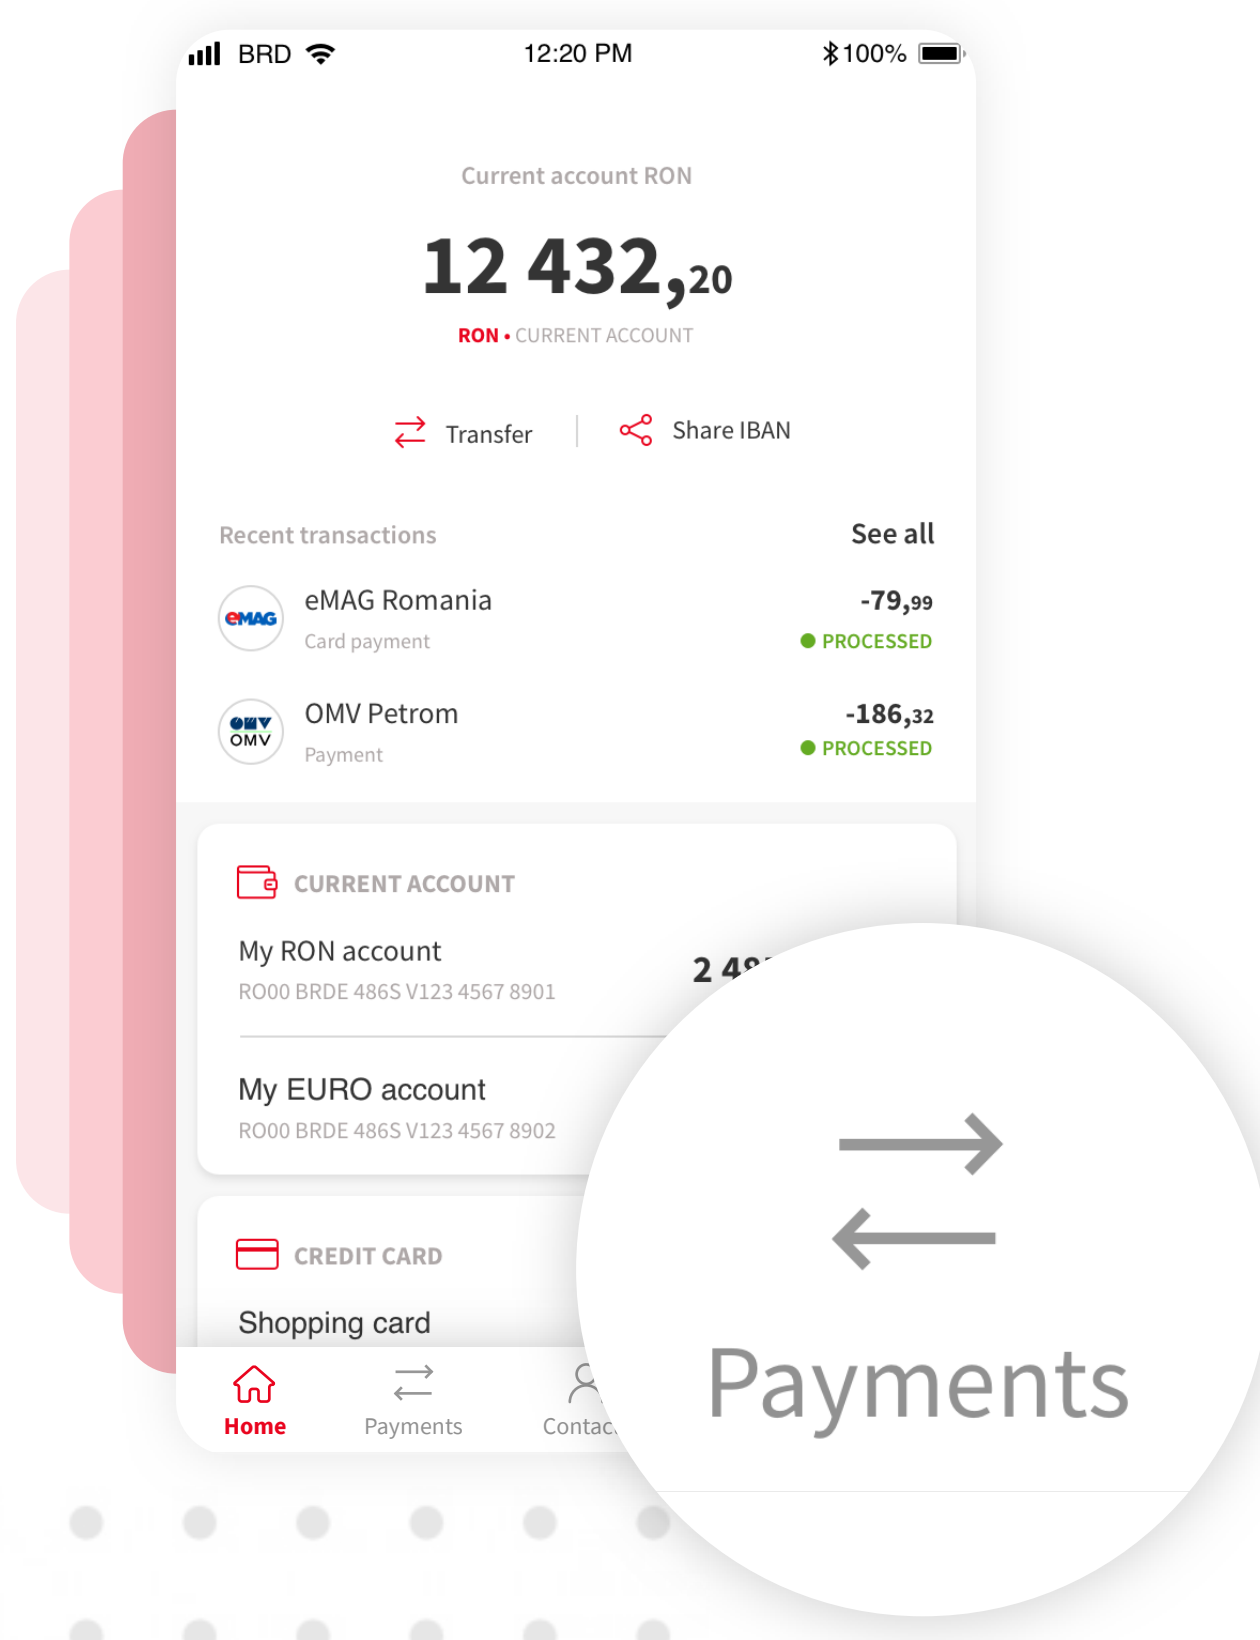 BRD 12:20 PM 100%
Current account RON
12 432,20
RON • CURRENT ACCOUNT
Transfer Share IBAN
Recent transactions See all
eMAG eMAG Romania -79,99
Card payment PROCESSED
OMV OMV Petrom -186,32
OMV Payment PROCESSED
CURRENT ACCOUNT
My RON account
2
RO00 BRDE 486S V123 4567 8901
My EURO account
RO00 BRDE 486S V123 4567 8902
CREDIT CARD
Shopping card
Home Payments
Payments